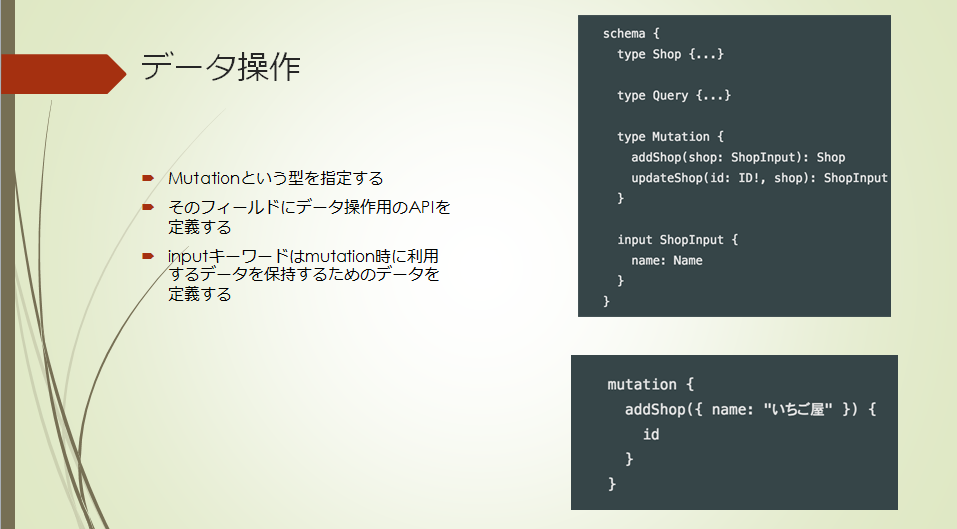 データ操作
Mutationという型を指定する
そのフィールドにデータ操作用のAPIを
定義する
inputキーワードはmutation時に利用
するデータを保持するためのデータを
定義する
schema {
type Shop {...}
type Query {...}
type Mutation {
addShop(shop: ShopInput): Shop
updateShop(id: ID!, shop): ShopInput
}
input ShopInput {
name: Name
}
}
mutation {
addShop({ name: "いちご屋" }) {
id
}
}